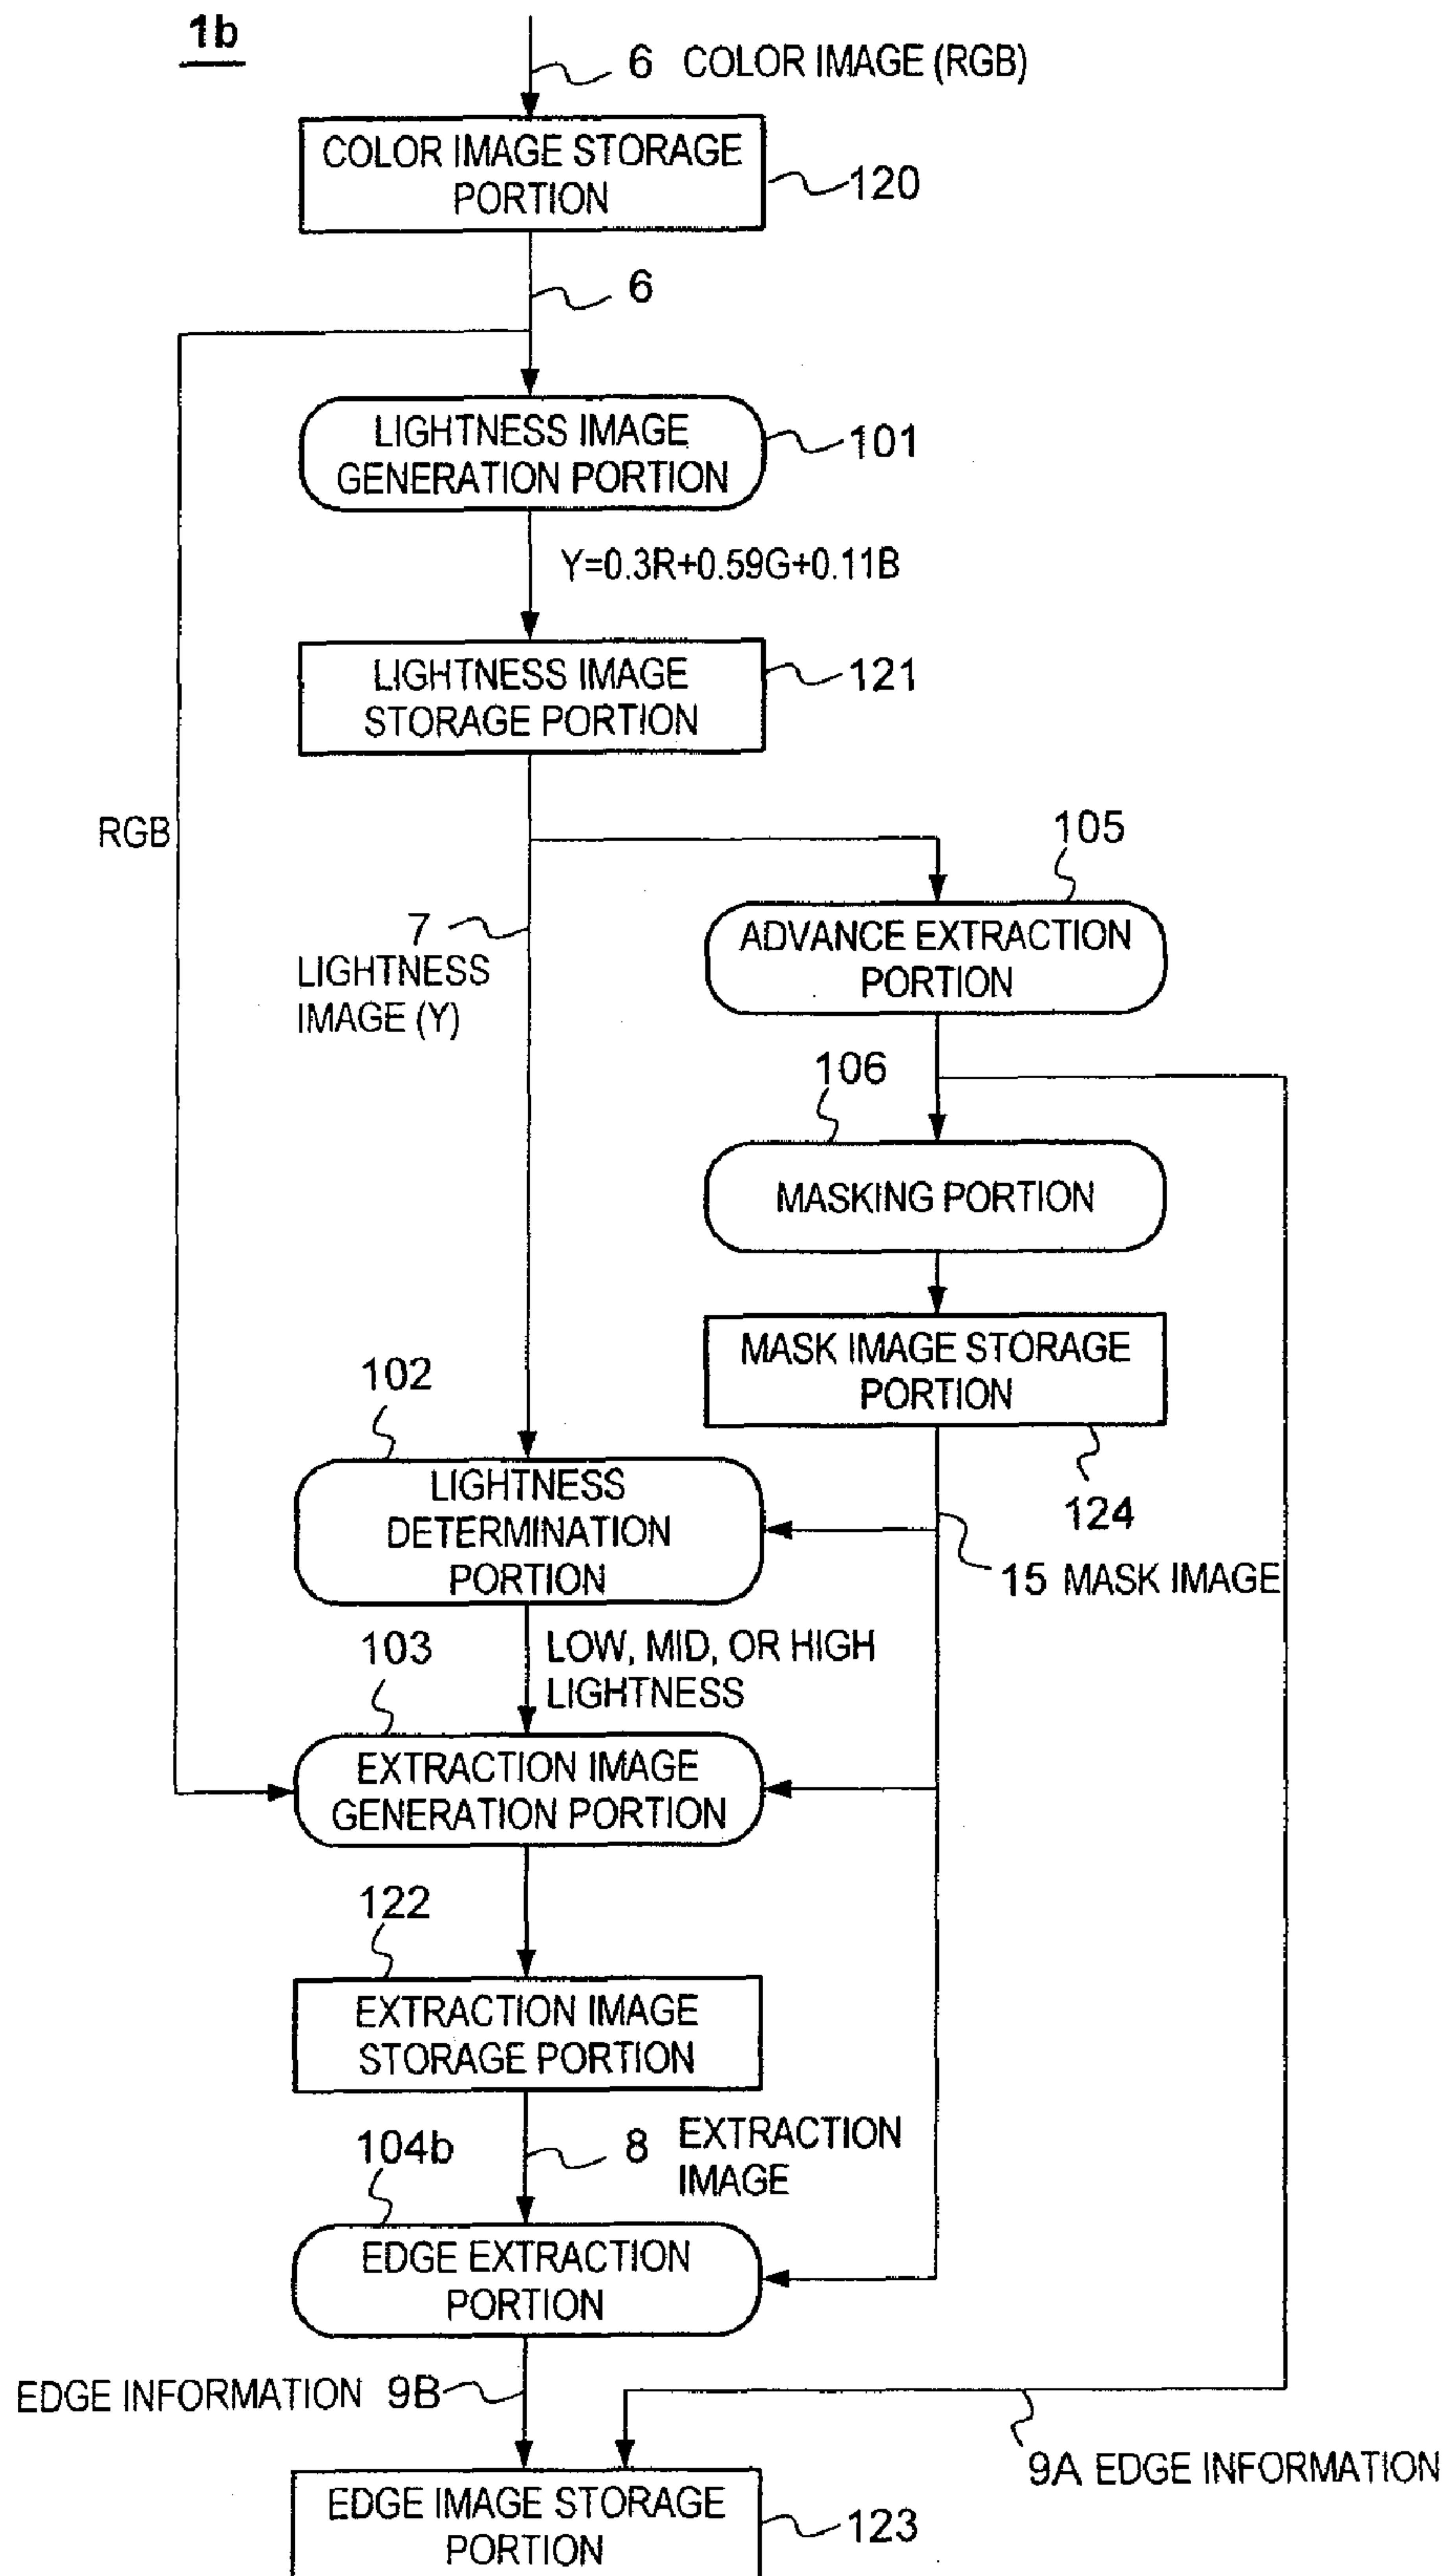 1b
6 COLOR IMAGE (RGB)
COLOR IMAGE STORAGE
PORTION
120
6
LIGHTNESS IMAGE
GENERATION PORTION
101
Y=0.3R+0.59G+0.11B
LIGHTNESS IMAGE
STORAGE PORTION
121
RGB
105
ADVANCE EXTRACTION
PORTION
7
LIGHTNESS
IMAGE (Y)
106
MASKING PORTION
MASK IMAGE STORAGE
PORTION
124
102
LIGHTNESS
DETERMINATION
PORTION
15 MASK IMAGE
103
LOW, MID, OR HIGH
LIGHTNESS
EXTRACTION IMAGE
GENERATION PORTION
122
EXTRACTION IMAGE
STORAGE PORTION
104b
8 EXTRACTION
IMAGE
EDGE EXTRACTION
PORTION
EDGE INFORMATION 9B
9A EDGE INFORMATION
EDGE IMAGE STORAGE
PORTION
123